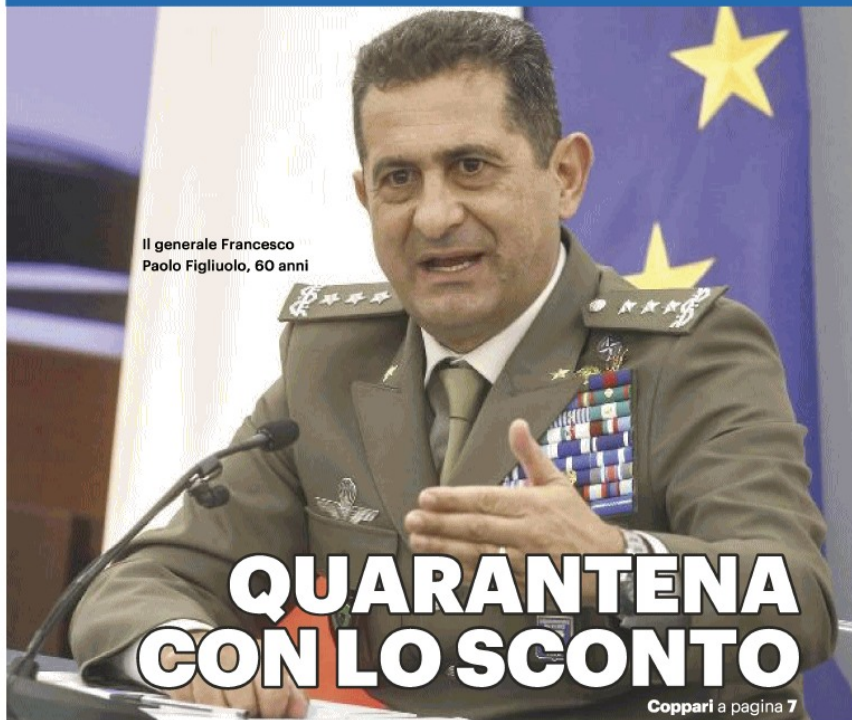 Il generale Francesco
Paolo Figliuolo, 60 anni
QUARANTENA
CON LO SCONTO
Coppari a pagina 7